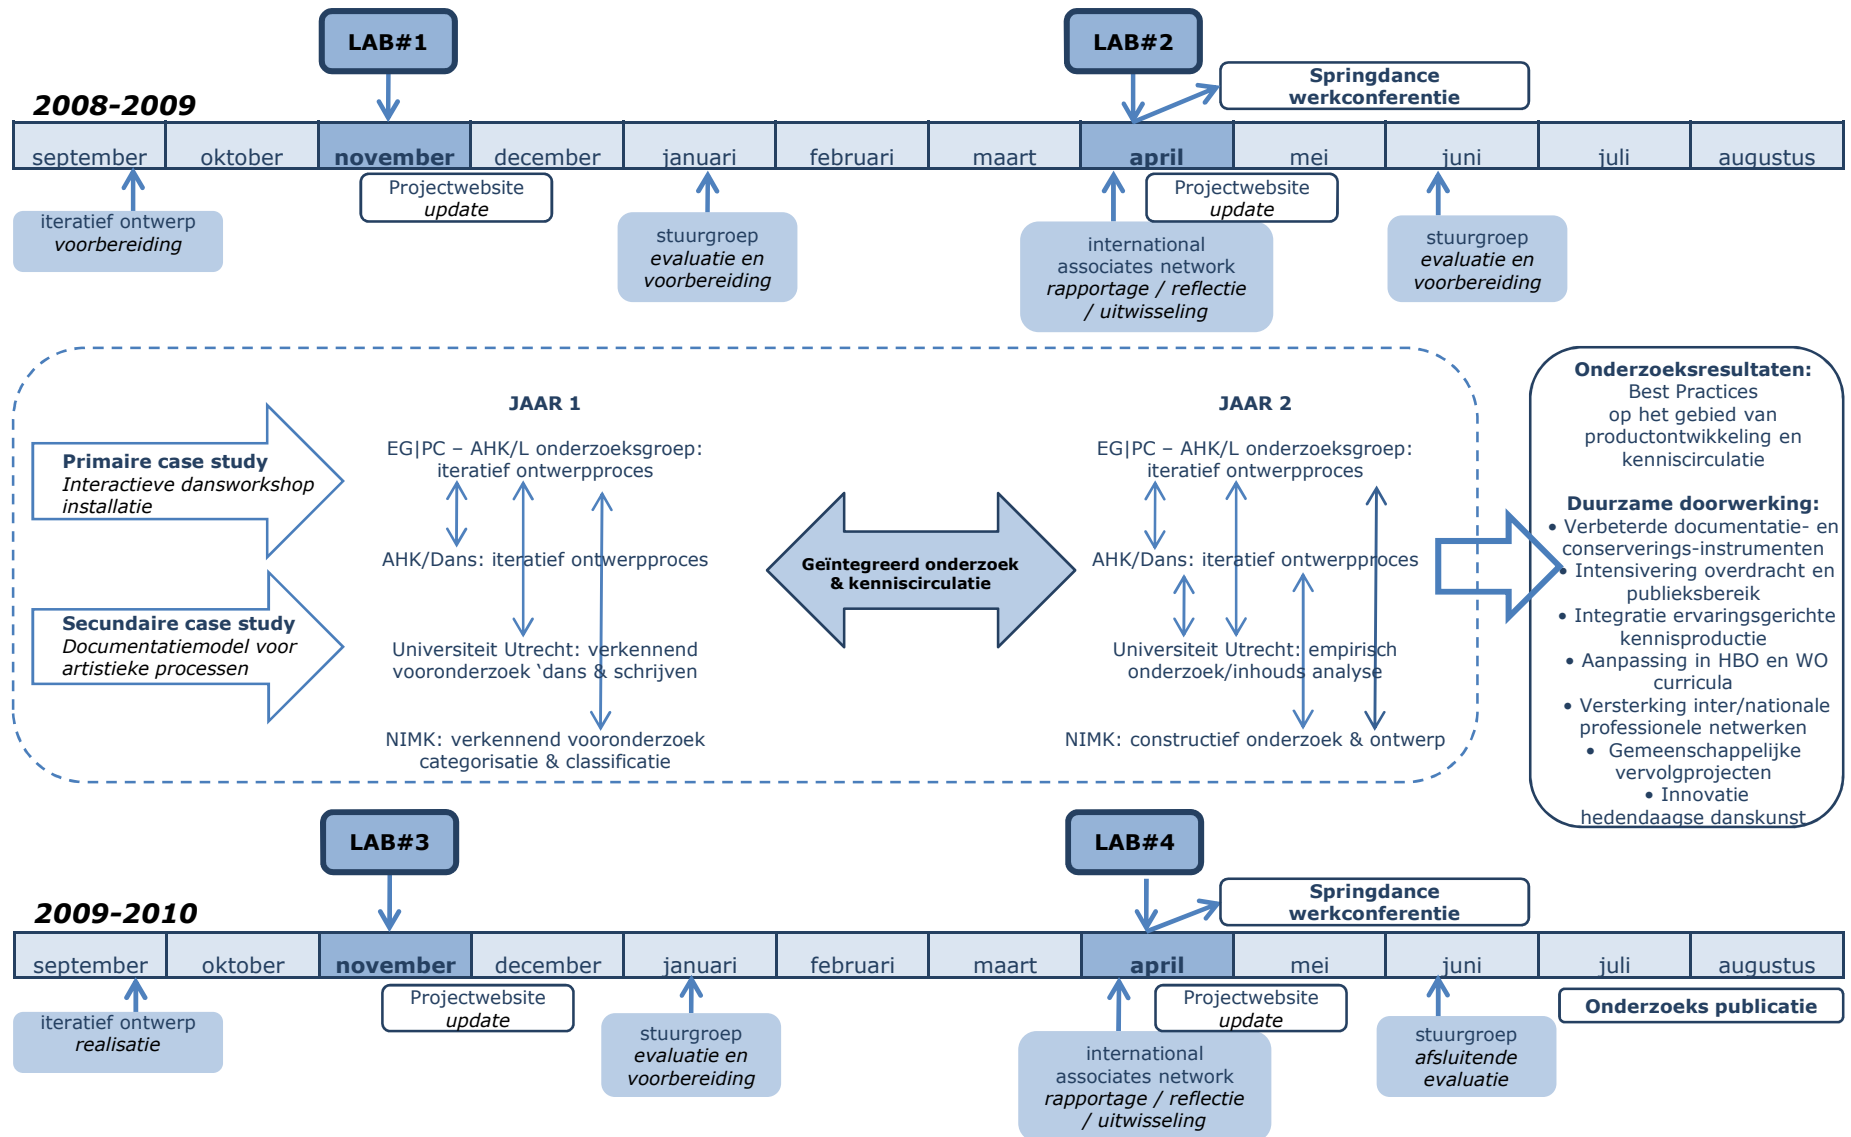 LAB#1
LAB#2
Springdance
werkconferentie
2008-2009
september
oktober
november
december
januari
februari
maart
april
mei
juni
juli
augustus
iteratief ontwerp
voorbereiding
Projectwebsite
update
stuurgroep
evaluatie en
voorbereiding
international
associates network
rapportage / reflectie
/ uitwisseling
Projectwebsite
update
stuurgroep
evaluatie en
voorbereiding
Primaire case study
Interactieve dansworkshop
installatie
Secundaire case study
Documentatiemodel voor
artistieke processen
JAAR 1
EG|PC – AHK/L onderzoeksgroep:
iteratief ontwerpproces
AHK/Dans: iteratief ontwerpproces
Universiteit Utrecht: verkennend
vooronderzoek ‘dans & schrijven
NIMK: verkennend vooronderzoek
categorisatie & classificatie
Geïntegreerd onderzoek
& kenniscirculatie
JAAR 2
EG|PC – AHK/L onderzoeksgroep:
iteratief ontwerpproces
AHK/Dans: iteratief ontwerpproces
Universiteit Utrecht: empirisch
onderzoek/inhouds analyse
NIMK: constructief onderzoek & ontwerp
Onderzoeksresultaten:
Best Practices
op het gebied van
productontwikkeling en
kenniscirculatie
Duurzame doorwerking:
• Verbeterde documentatie- en
conserverings-instrumenten
• Intensivering overdracht en
publieksbereik
• Integratie ervaringsgerichte
kennisproductie
• Aanpassing in HBO en WO
curricula
• Versterking inter/nationale
professionele netwerken
• Gemeenschappelijke
vervolgprojecten
• Innovatie
hedendaagse danskunst
LAB#3
LAB#4
Springdance
werkconferentie
2009-2010
september
oktober
november
december
januari
februari
maart
april
mei
juni
juli
augustus
iteratief ontwerp
realisatie
Projectwebsite
update
stuurgroep
evaluatie en
voorbereiding
international
associates network
rapportage / reflectie
/ uitwisseling
Projectwebsite
update
stuurgroep
afsluitende
evaluatie
Onderzoeks publicatie